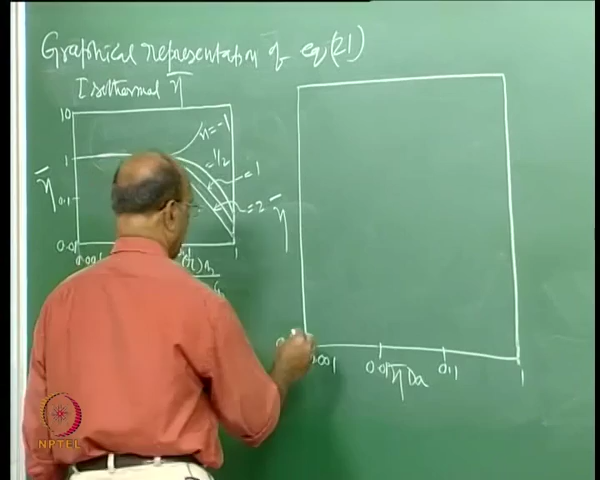 Graphical representation of eq(21)
Isothermal η̅
10
n=-1
1
=1/2
=1
η̅
0.1
=2
η̅
0.01
0.001
1
0.001
0.01
η̅ Da
0.1
1
NPTEL